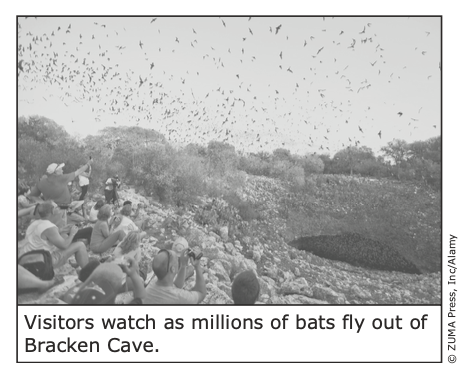 Visitors watch as millions of bats fly out of
Bracken Cave.
© ZUMA Press, Inc/Alamy